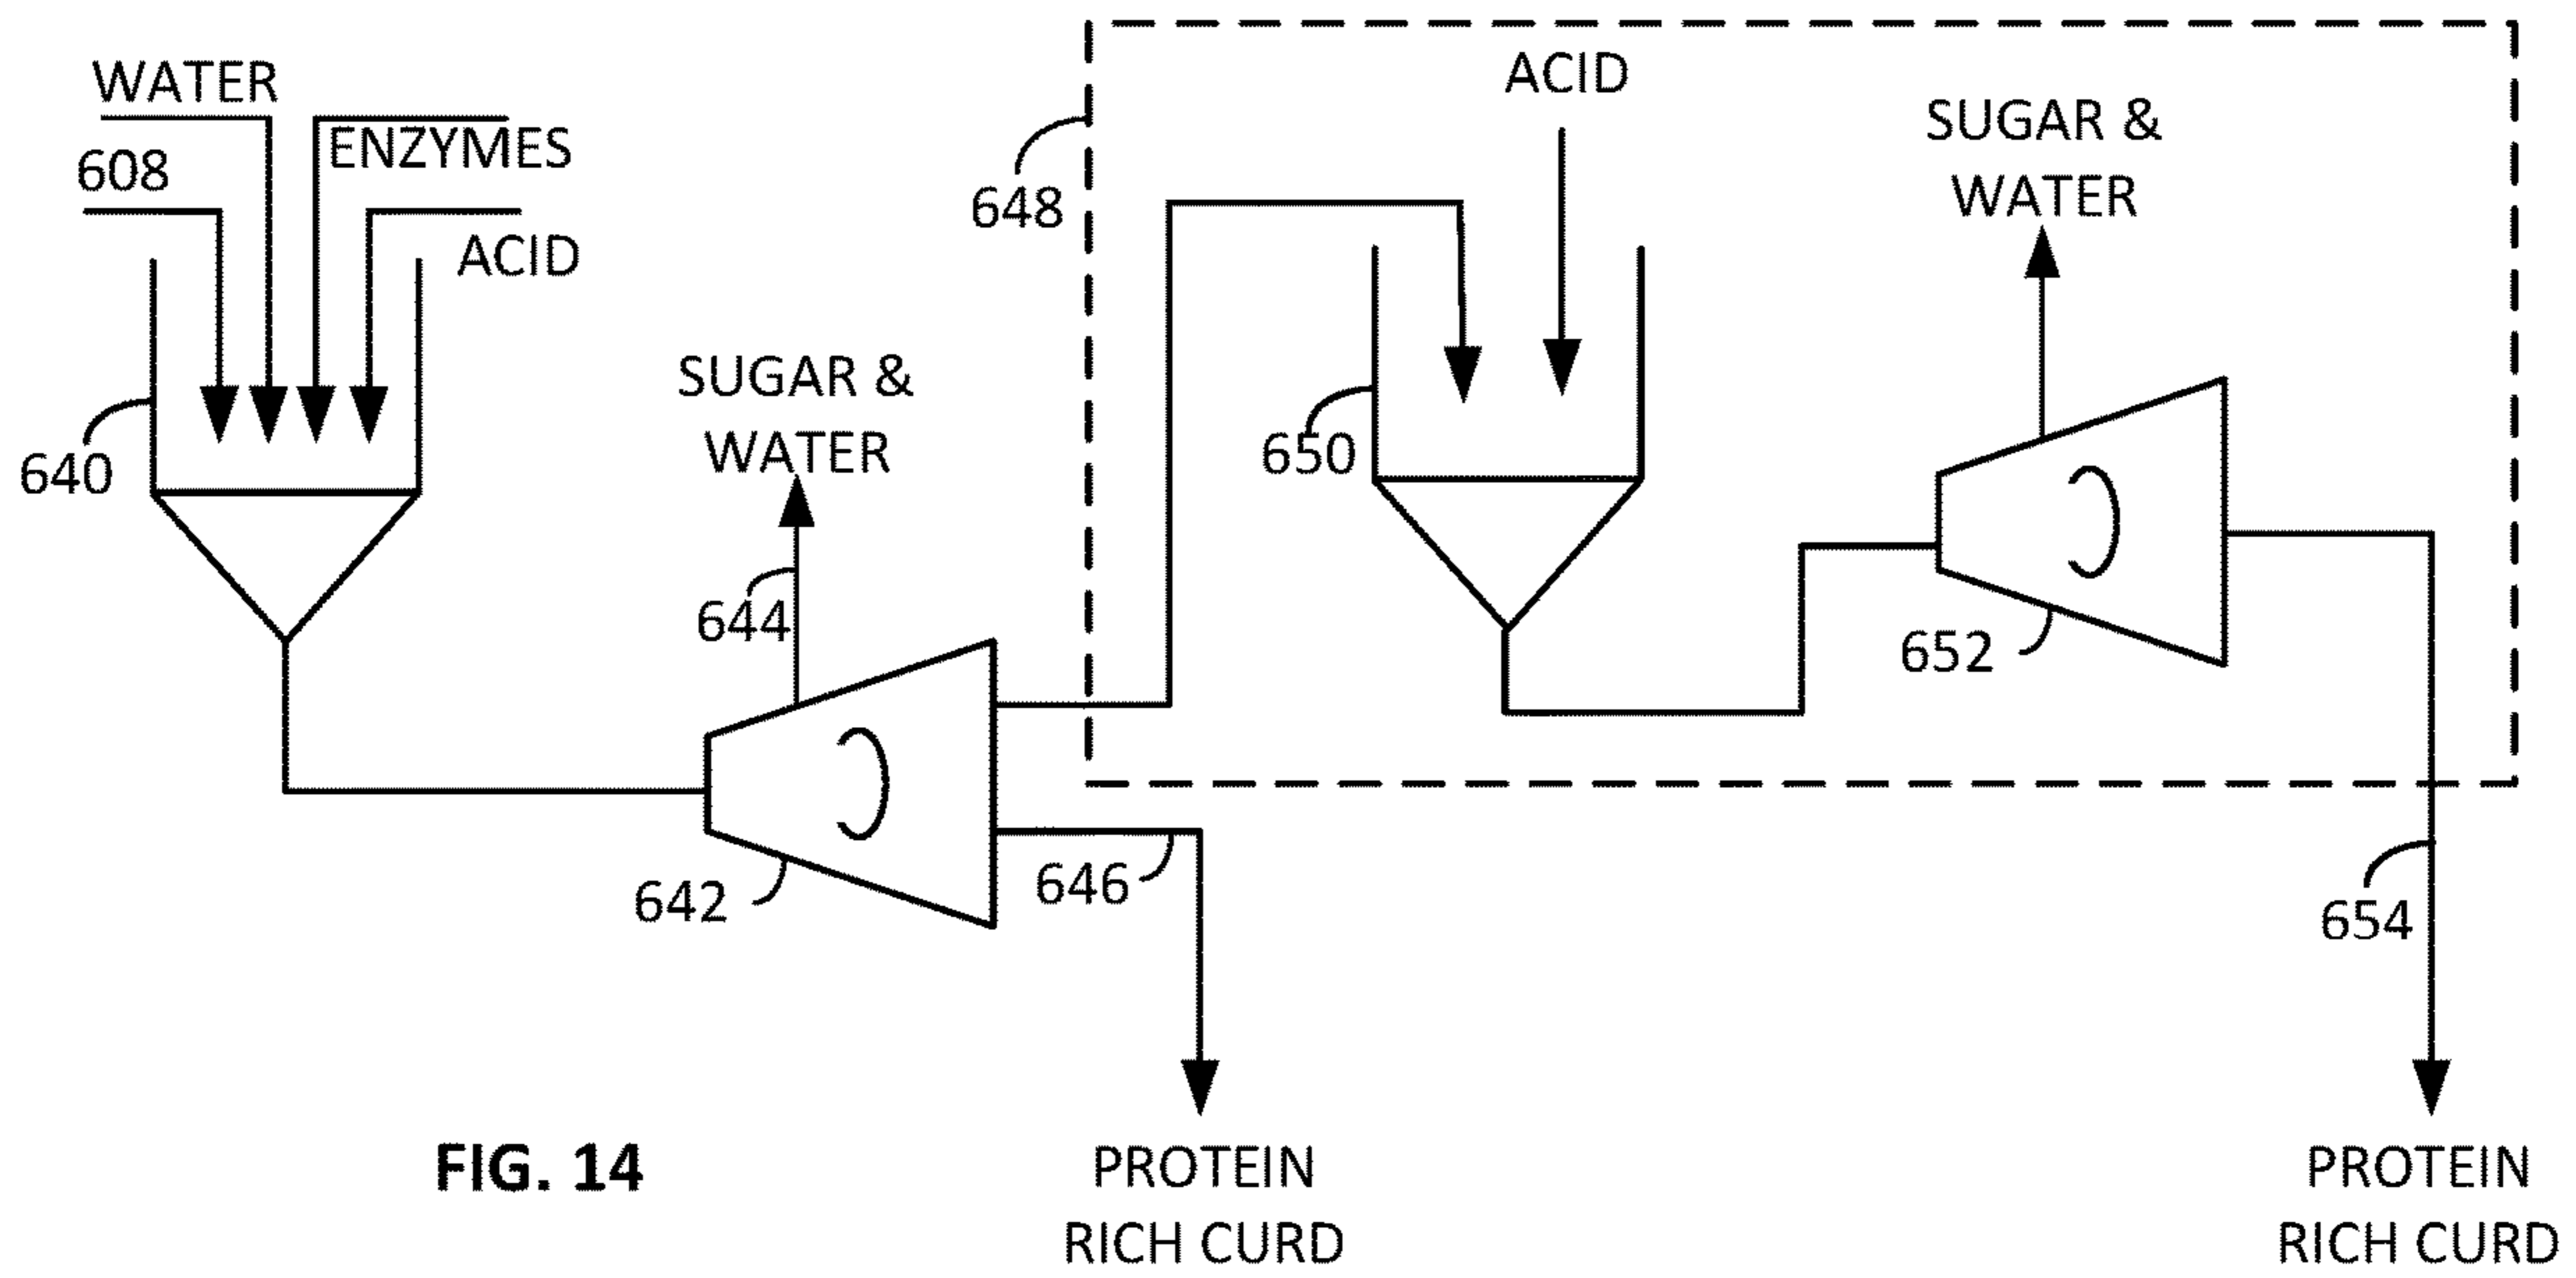 WATER
ENZYMES
608
ACID
640
SUGAR &
WATER
644
642
646
PROTEIN
RICH CURD
648
ACID
650
SUGAR &
WATER
652
654
PROTEIN
RICH CURD
FIG. 14